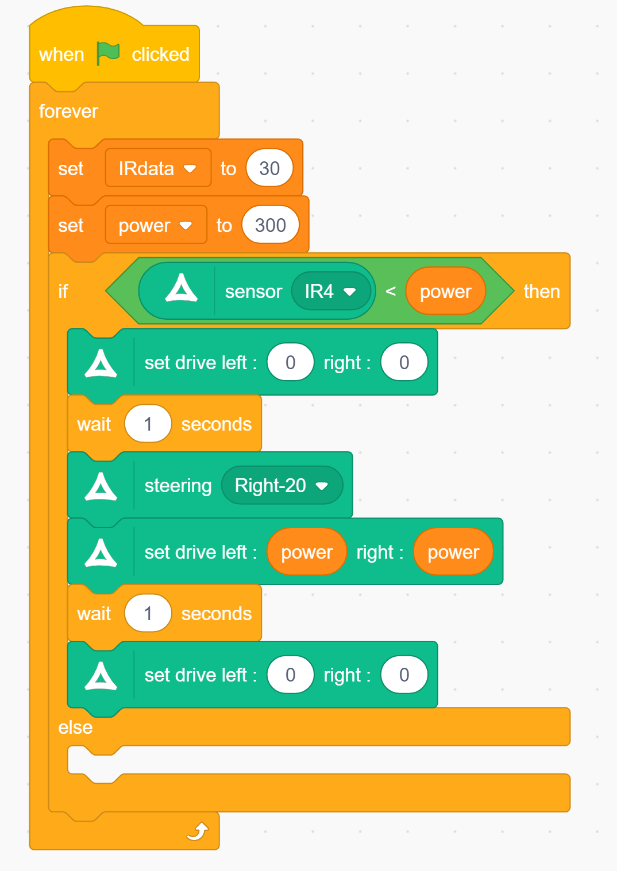 when clicked
forever
set IRdata to 30
set power to 300
if sensor IR4 < power then
set drive left : 0 right : 0
wait 1 seconds
steering Right-20
set drive left : power right : power
wait 1 seconds
set drive left : 0 right : 0
else